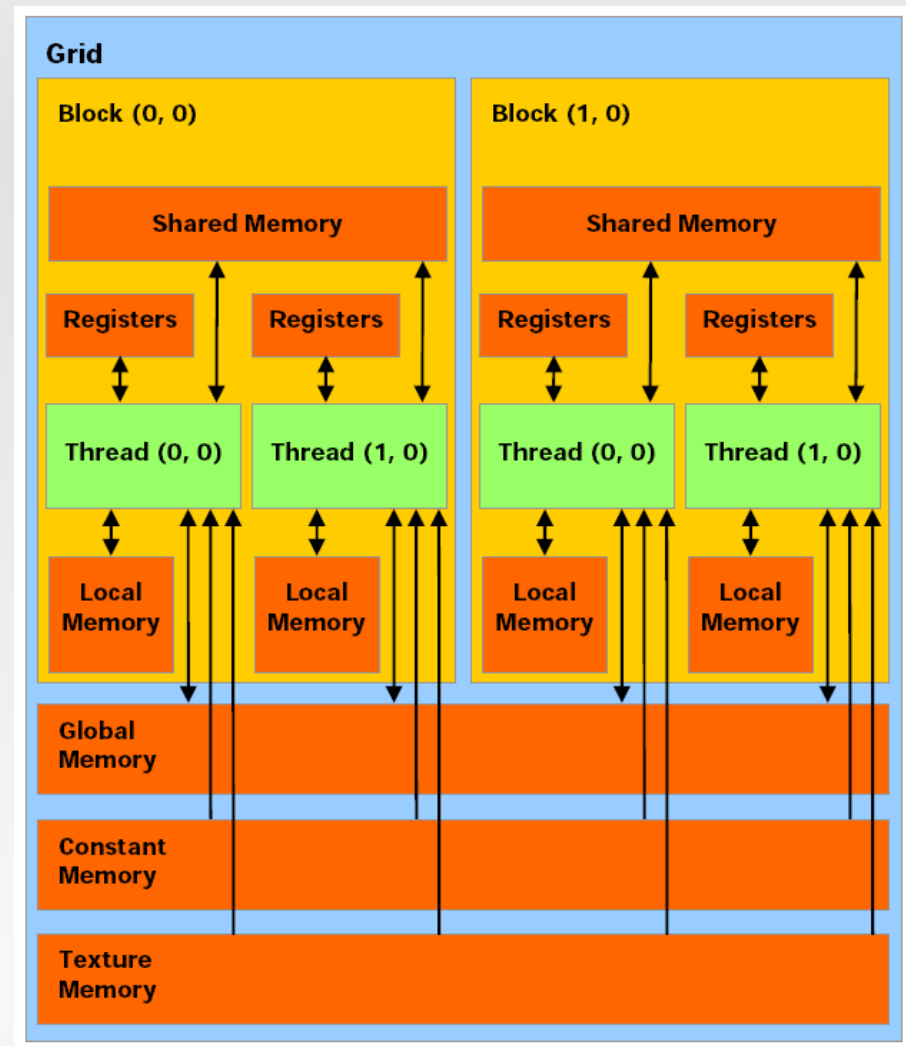 Grid
Block (0, 0)
Block (1, 0)
Shared Memory
Shared Memory
Registers
Registers
Registers
Registers
Thread (0, 0)
Thread (1, 0)
Thread (0, 0)
Thread (1, 0)
Local
Memory
Local
Memory
Local
Memory
Local
Memory
Global
Memory
Constant
Memory
Texture
Memory